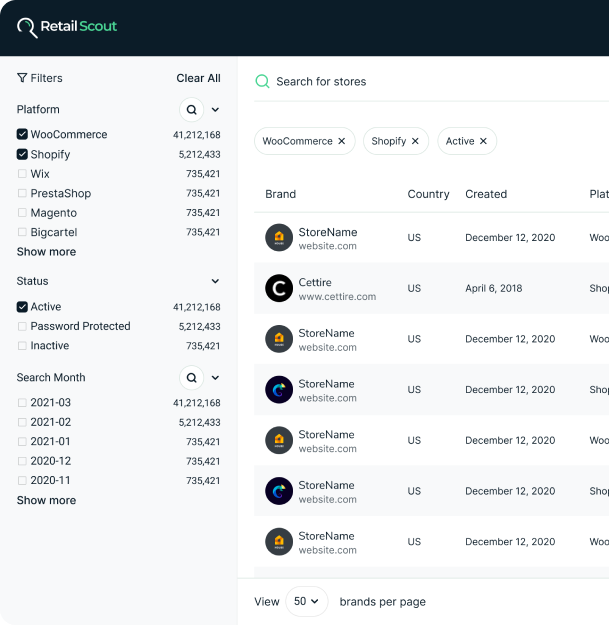 RetailScout
Filters Clear All
Platform
WooCommerce 41,212,168
Shopify 5,212,433
Wix 735,421
PrestaShop 735,421
Magento 735,421
Bigcartel 735,421
Show more
Status
Active 41,212,168
Password Protected 5,212,433
Inactive 735,421
Search Month
2021-03 41,212,168
2021-02 5,212,433
2021-01 735,421
2020-12 735,421
2020-11 735,421
Show more
Search for stores
WooCommerce Shopify Active
Brand Country Created Plat
StoreName
website.com US December 12, 2020 Woo
Cettire
www.cettire.com US April 6, 2018 Shop
StoreName
website.com US December 12, 2020 Woo
StoreName
website.com US December 12, 2020 Shop
StoreName
website.com US December 12, 2020 Woo
StoreName
website.com US December 12, 2020 Shop
StoreName
website.com US December 12, 2020 Woo
View 50 brands per page